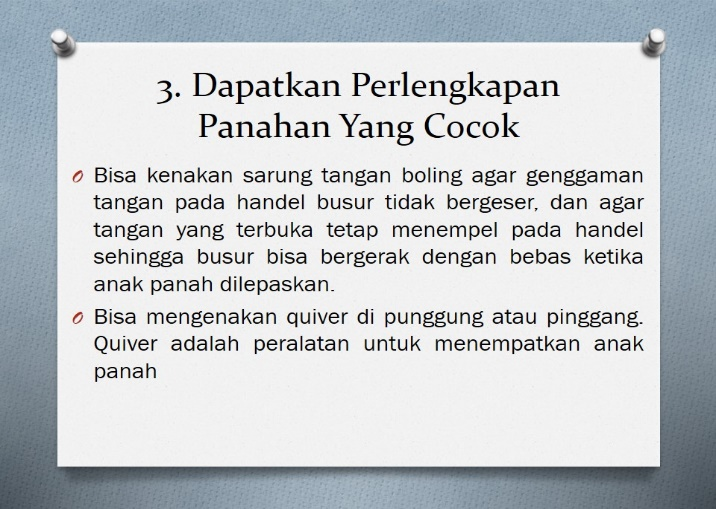 3. Dapatkan Perlengkapan
Panahan Yang Cocok
Bisa kenakan sarung tangan boling agar genggaman
tangan pada handel busur tidak bergeser, dan agar
tangan yang terbuka tetap menempel pada handel
sehingga busur bisa bergerak dengan bebas ketika
anak panah dilepaskan.
Bisa mengenakan quiver di punggung atau pinggang.
Quiver adalah peralatan untuk menempatkan anak
panah